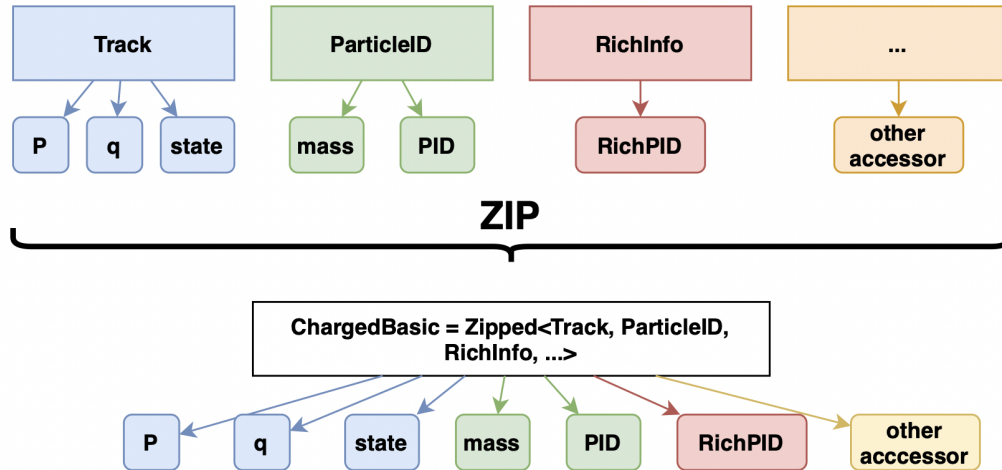 Track
ParticleID
RichInfo
...
P
q
state
mass
PID
RichPID
other
accessor
ZIP
ChargedBasic = Zipped<Track, ParticleID,
RichInfo, ...>
P
q
state
mass
PID
RichPID
other
acccessor